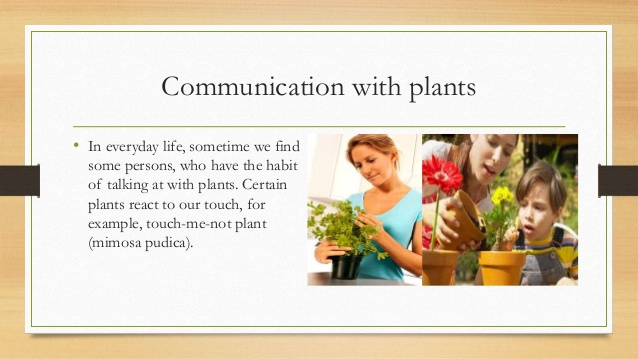 Communication with plants
• In everyday life, sometime we find
some persons, who have the habit
of talking at with plants. Certain
plants react to our touch, for
example, touch-me-not plant
(mimosa pudica).